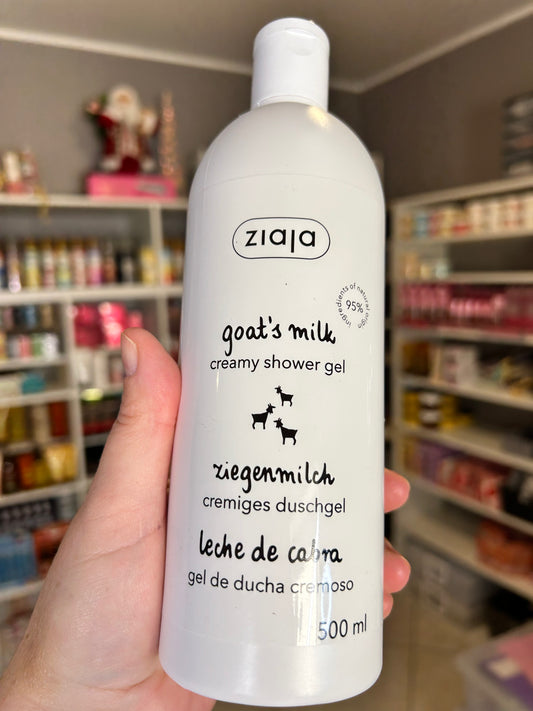 ziaja
95%
ingredients of natural origin
goat's milk
creamy shower gel
ziegenmilch
cremiges duschgel
leche de cabra
gel de ducha cremoso
500 ml